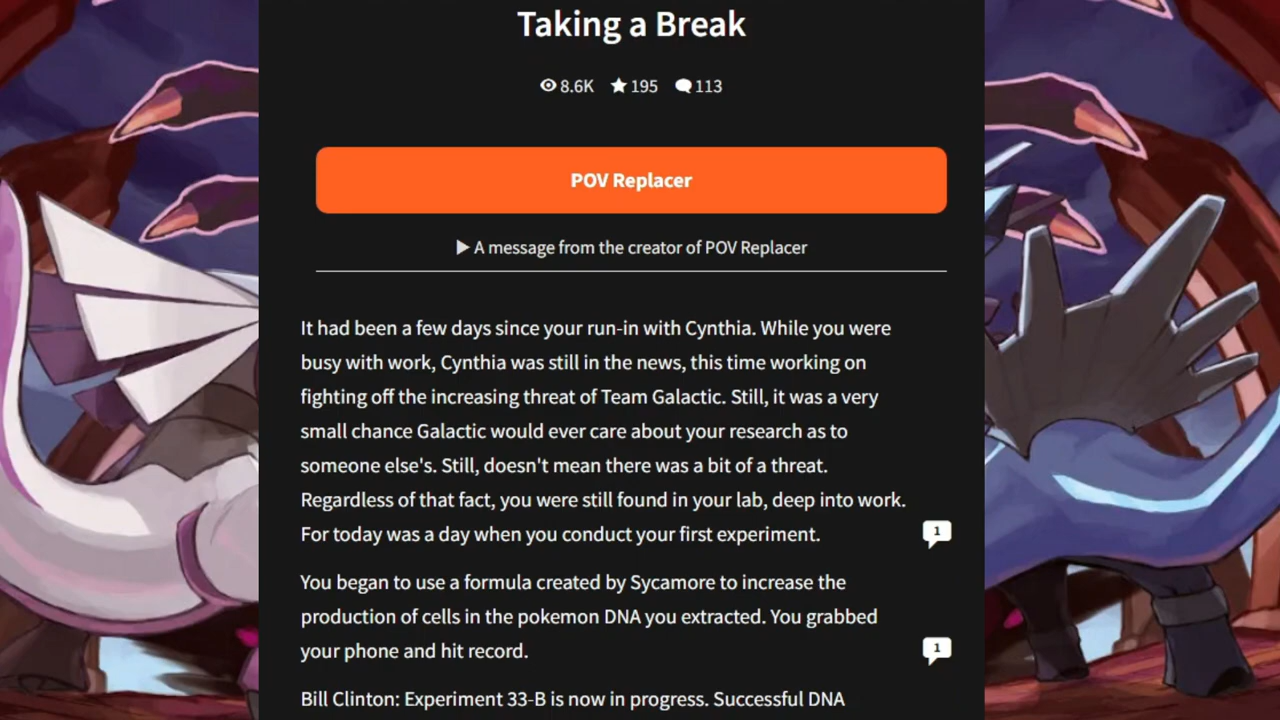 Taking a Break
8.6K 195 113
POV Replacer
▶ A message from the creator of POV Replacer
It had been a few days since your run-in with Cynthia. While you were
busy with work, Cynthia was still in the news, this time working on
fighting off the increasing threat of Team Galactic. Still, it was a very
small chance Galactic would ever care about your research as to
someone else's. Still, doesn't mean there was a bit of a threat.
Regardless of that fact, you were still found in your lab, deep into work.
For today was a day when you conduct your first experiment.
1
You began to use a formula created by Sycamore to increase the
production of cells in the pokemon DNA you extracted. You grabbed
your phone and hit record.
1
Bill Clinton: Experiment 33-B is now in progress. Successful DNA